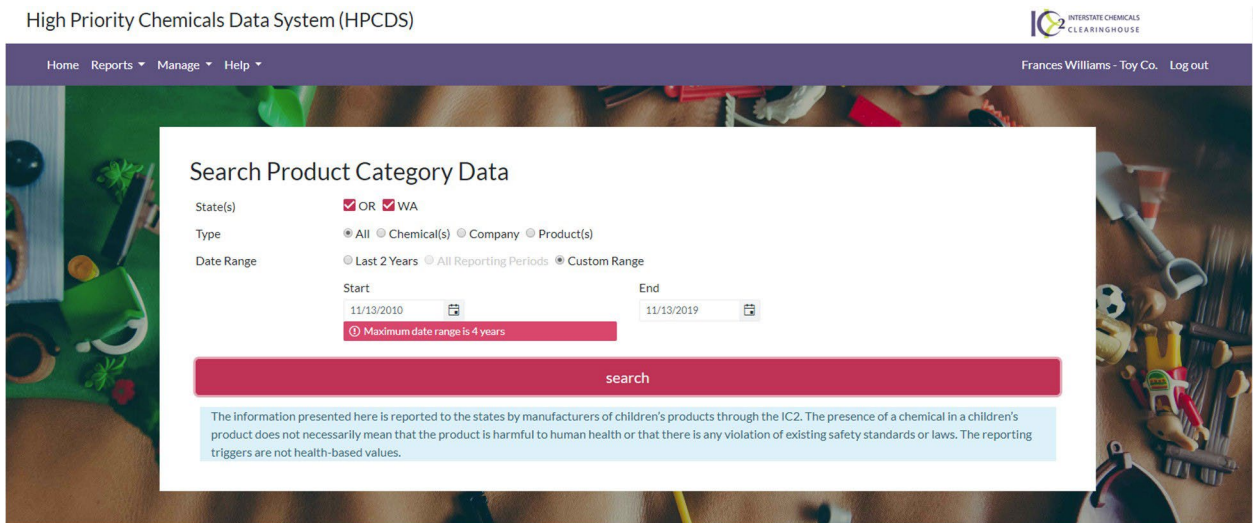 High Priority Chemicals Data System (HPCDS)
INTERSTATE CHEMICALS
CLEARINGHOUSE
IC2
Home Reports Manage Help Frances Williams - Toy Co. Log out
Search Product Category Data
State(s) OR WA
Type All Chemical(s) Company Product(s)
Date Range Last 2 Years All Reporting Periods Custom Range
Start End
11/13/2010 11/13/2019
Maximum date range is 4 years
search
The information presented here is reported to the states by manufacturers of children's products through the IC2. The presence of a chemical in a children's
product does not necessarily mean that the product is harmful to human health or that there is any violation of existing safety standards or laws. The reporting
triggers are not health-based values.